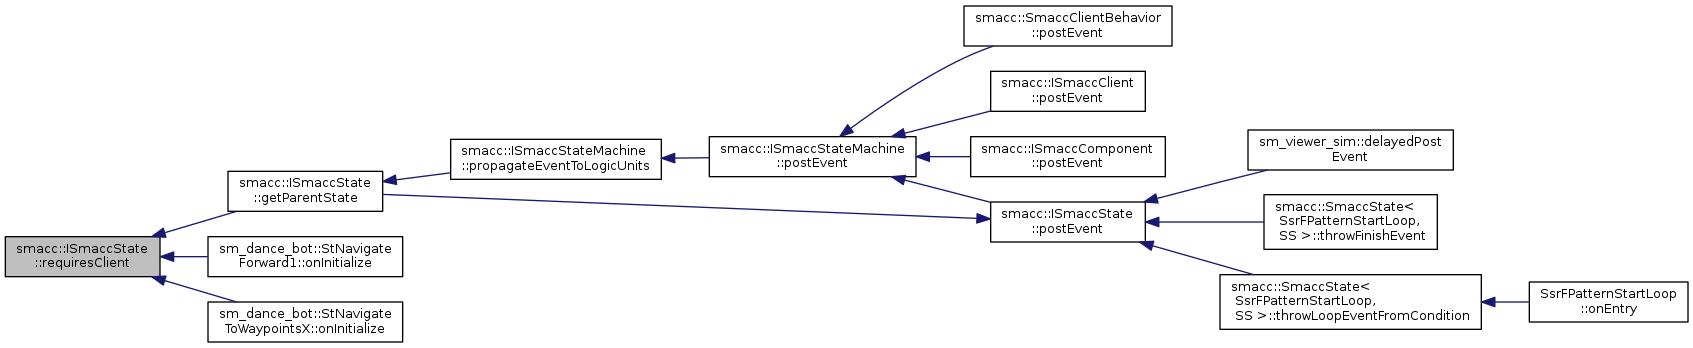 smacc::ISmaccState
::requiresClient
smacc::ISmaccState
::getParentState
sm_dance_bot::StNavigate
Forward1::onInitialize
sm_dance_bot::StNavigate
ToWaypointsX::onInitialize
smacc::ISmaccStateMachine
::propagateEventToLogicUnits
smacc::ISmaccStateMachine
::postEvent
smacc::SmaccClientBehavior
::postEvent
smacc::ISmaccClient
::postEvent
smacc::ISmaccComponent
::postEvent
smacc::ISmaccState
::postEvent
sm_viewer_sim::delayedPost
Event
smacc::SmaccState<
SsrFPatternStartLoop,
SS >::throwFinishEvent
smacc::SmaccState<
SsrFPatternStartLoop,
SS >::throwLoopEventFromCondition
SsrFPatternStartLoop
::onEntry